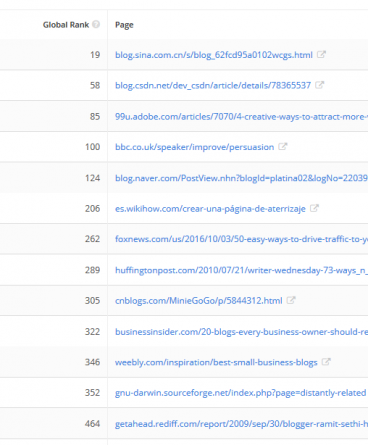 Global Rank Page
19 blog.sina.com.cn/s/blog_62fcd95a0102wcgs.html
58 blog.csdn.net/dev_csdn/article/details/78365537
85 99u.adobe.com/articles/7070/4-creative-ways-to-attract-more-
100 bbc.co.uk/speaker/improve/persuasion
124 blog.naver.com/PostView.nhn?blogId=platina02&logNo=22039
206 es.wikihow.com/crear-una-página-de-aterrizaje
262 foxnews.com/us/2016/10/03/50-easy-ways-to-drive-traffic-to-y
289 huffingtonpost.com/2010/07/21/writer-wednesday-73-ways_n_
305 cnblogs.com/MinieGoGo/p/5844312.html
322 businessinsider.com/20-blogs-every-business-owner-should-re
346 weebly.com/inspiration/best-small-business-blogs
352 gnu-darwin.sourceforge.net/index.php?page=distantly-related
464 getahead.rediff.com/report/2009/sep/30/blogger-ramit-sethi-h